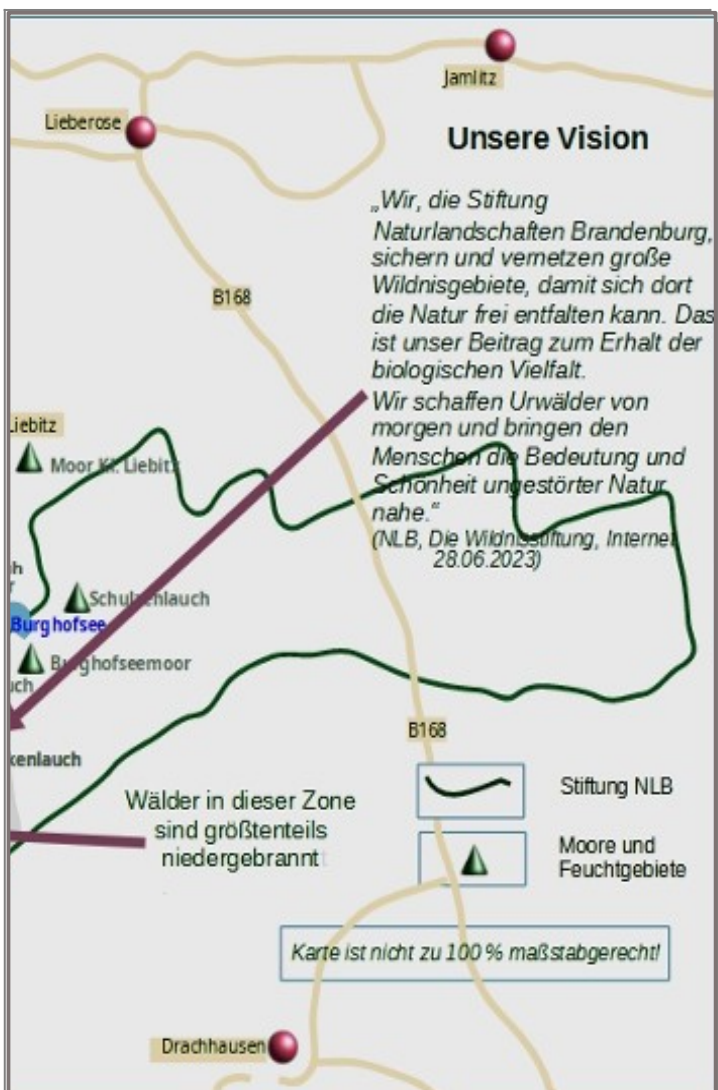 Jamlitz
Lieberose
Unsere Vision
„Wir, die Stiftung
Naturlandschaften Brandenburg,
sichern und vernetzen große
Wildnisgebiete, damit sich dort
die Natur frei entfalten kann. Das
ist unser Beitrag zum Erhalt der
biologischen Vielfalt.
Wir schaffen Urwälder von
morgen und bringen den
Menschen die Bedeutung und
Schönheit ungestörter Natur
nahe.“
(NLB, Die Wildnisstiftung, Internet
28.06.2023)
B168
Liebitz
Moor Kl. Liebitz
Schulzenlauch
Burghofsee
Burghofseemoor
B168
Stiftung NLB
Wälder in dieser Zone
sind größtenteils
niedergebrannt
Moore und
Feuchtgebiete
Karte ist nicht zu 100 % maßstabgerecht!
Drachhausen